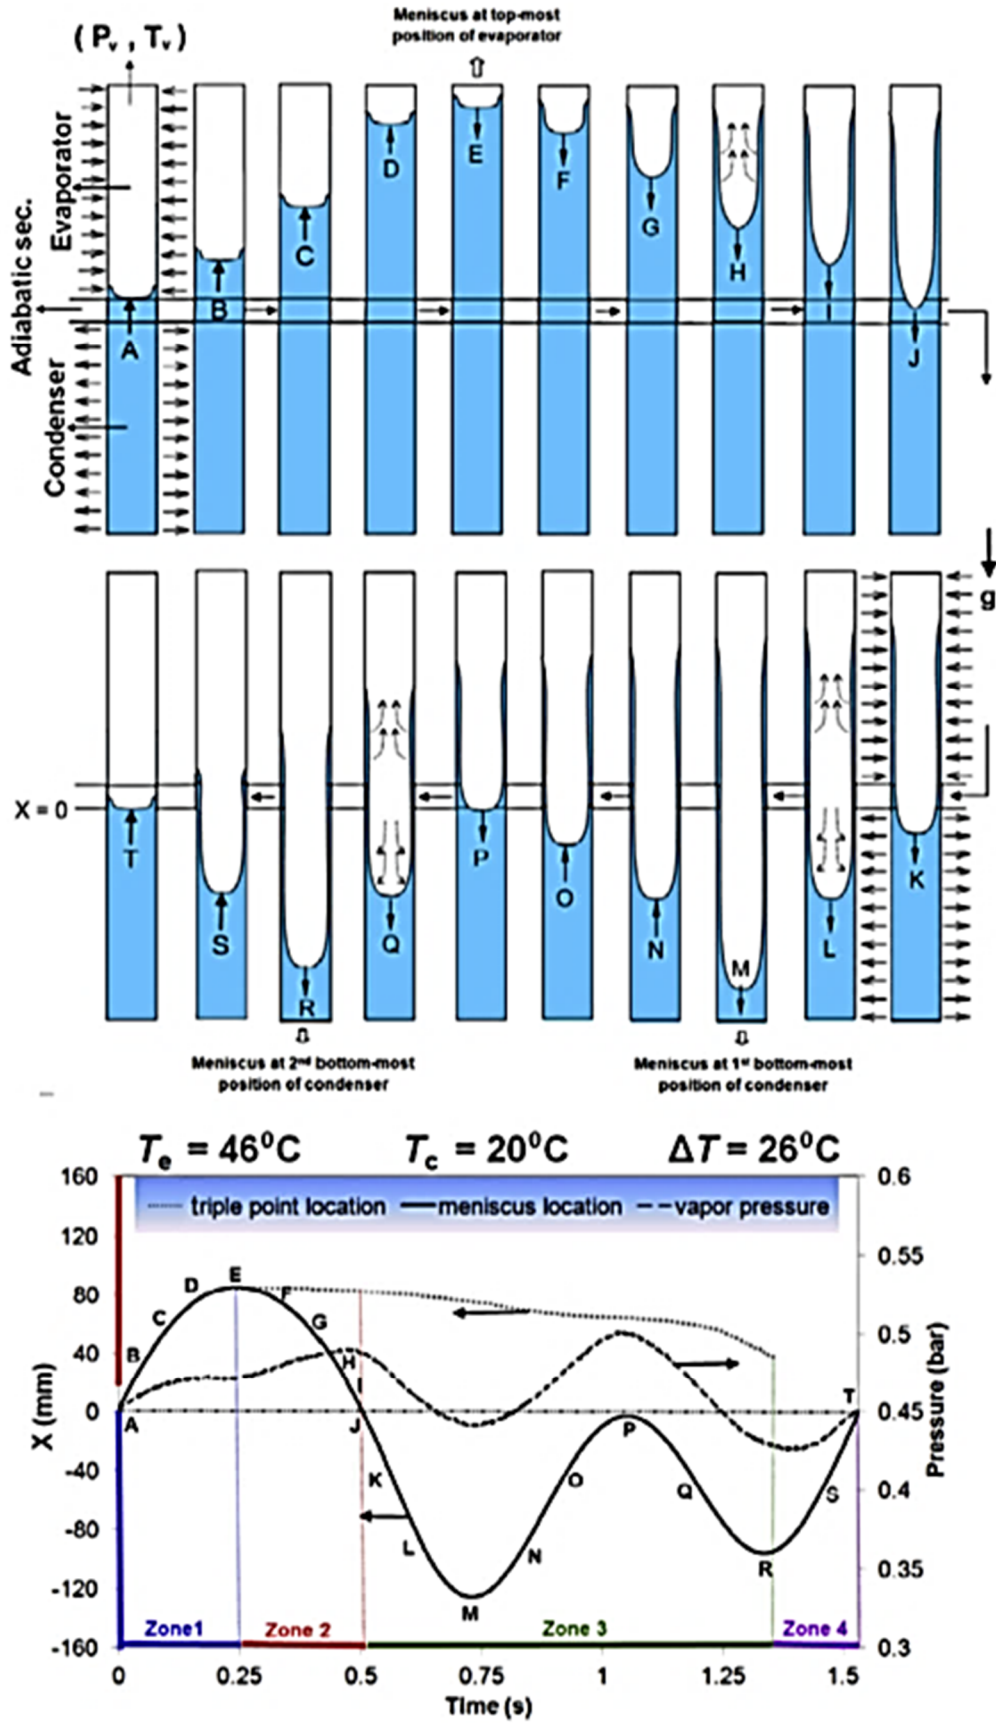 Meniscus at top-most
position of evaporator
(Pv , Tv)
Evaporator
Adiabatic sec.
Condenser
A
B
C
D
E
F
G
H
I
J
g
X = 0
T
S
R
Q
P
O
N
M
L
K
Meniscus at 2nd bottom-most
position of condenser
Meniscus at 1st bottom-most
position of condenser
Te = 46⁰C Tc = 20⁰C ΔT = 26⁰C
triple point location meniscus location vapor pressure
160
120
80
40
0
-40
-80
-120
-160
X (mm)
0.6
0.55
0.5
0.45
0.4
0.35
0.3
Pressure (bar)
A
B
C
D
E
F
G
H
I
J
K
L
M
N
O
P
Q
R
S
T
Zone1 Zone 2 Zone 3 Zone 4
0 0.25 0.5 0.75 1 1.25 1.5
Time (s)